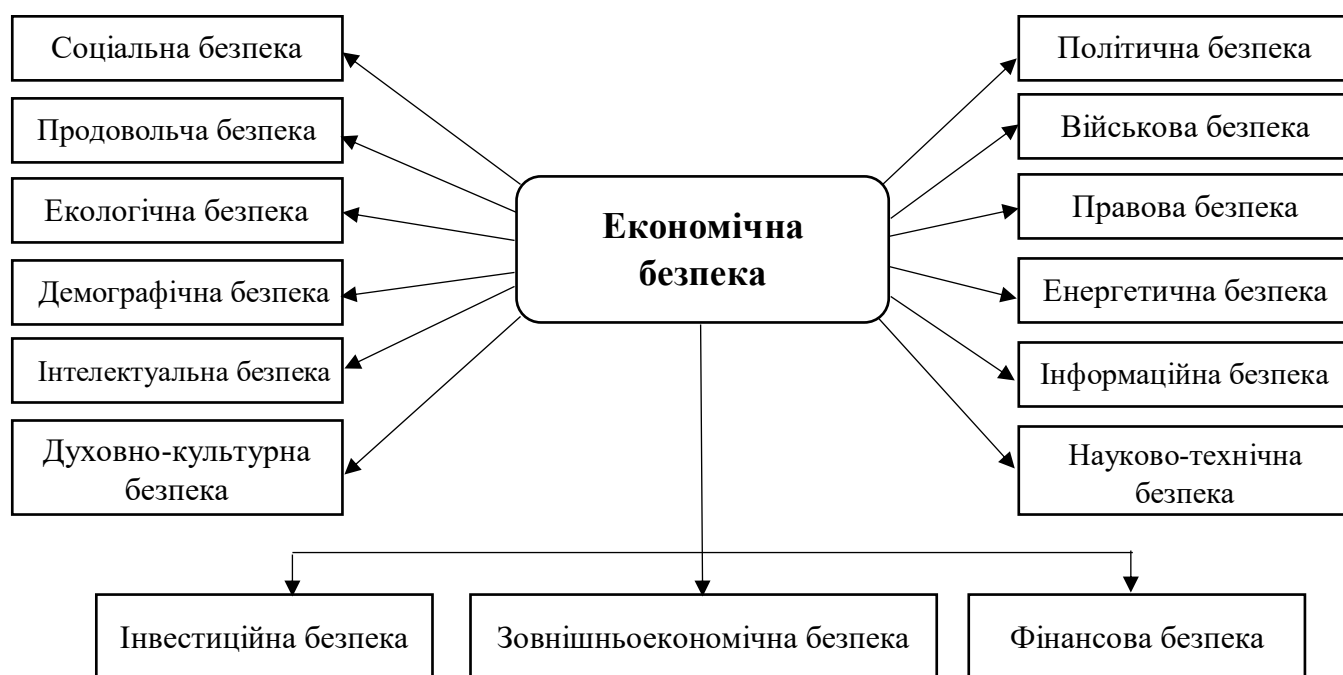 Соціальна безпека
Продовольча безпека
Екологічна безпека
Демографічна безпека
Інтелектуальна безпека
Духовно-культурна
безпека
Економічна
безпека
Політична безпека
Військова безпека
Правова безпека
Енергетична безпека
Інформаційна безпека
Науково-технічна
безпека
Інвестиційна безпека
Зовнішньоекономічна безпека
Фінансова безпека